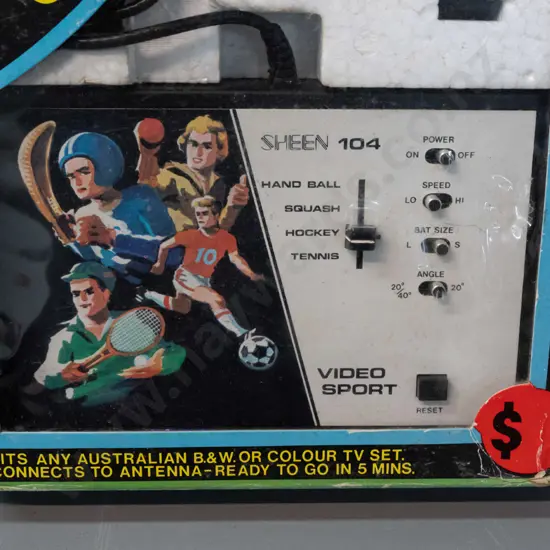 SHEEN 104
POWER
ON OFF
HAND BALL
SPEED
LO HI
SQUASH
HOCKEY
BAT SIZE
L S
TENNIS
ANGLE
20°/40° 20°
10
VIDEO
SPORT
RESET
$
ITS ANY AUSTRALIAN B.&W. OR COLOUR TV SET.
CONNECTS TO ANTENNA-READY TO GO IN 5 MINS.